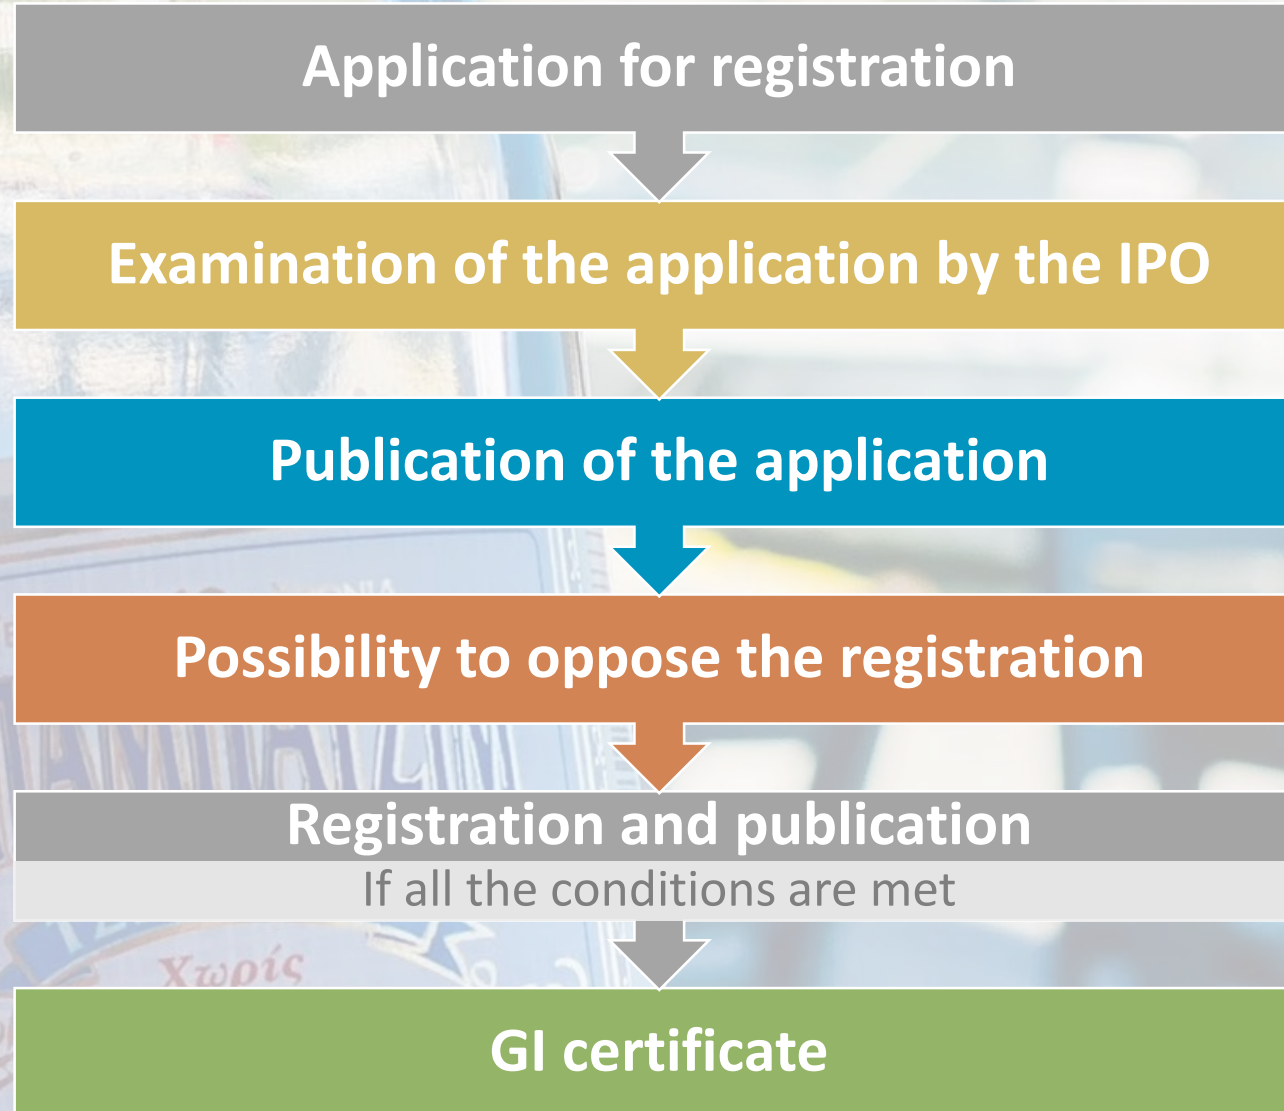 Application for registration
Examination of the application by the IPO
Publication of the application
Possibility to oppose the registration
Registration and publication
If all the conditions are met
GI certificate
Χωρίς